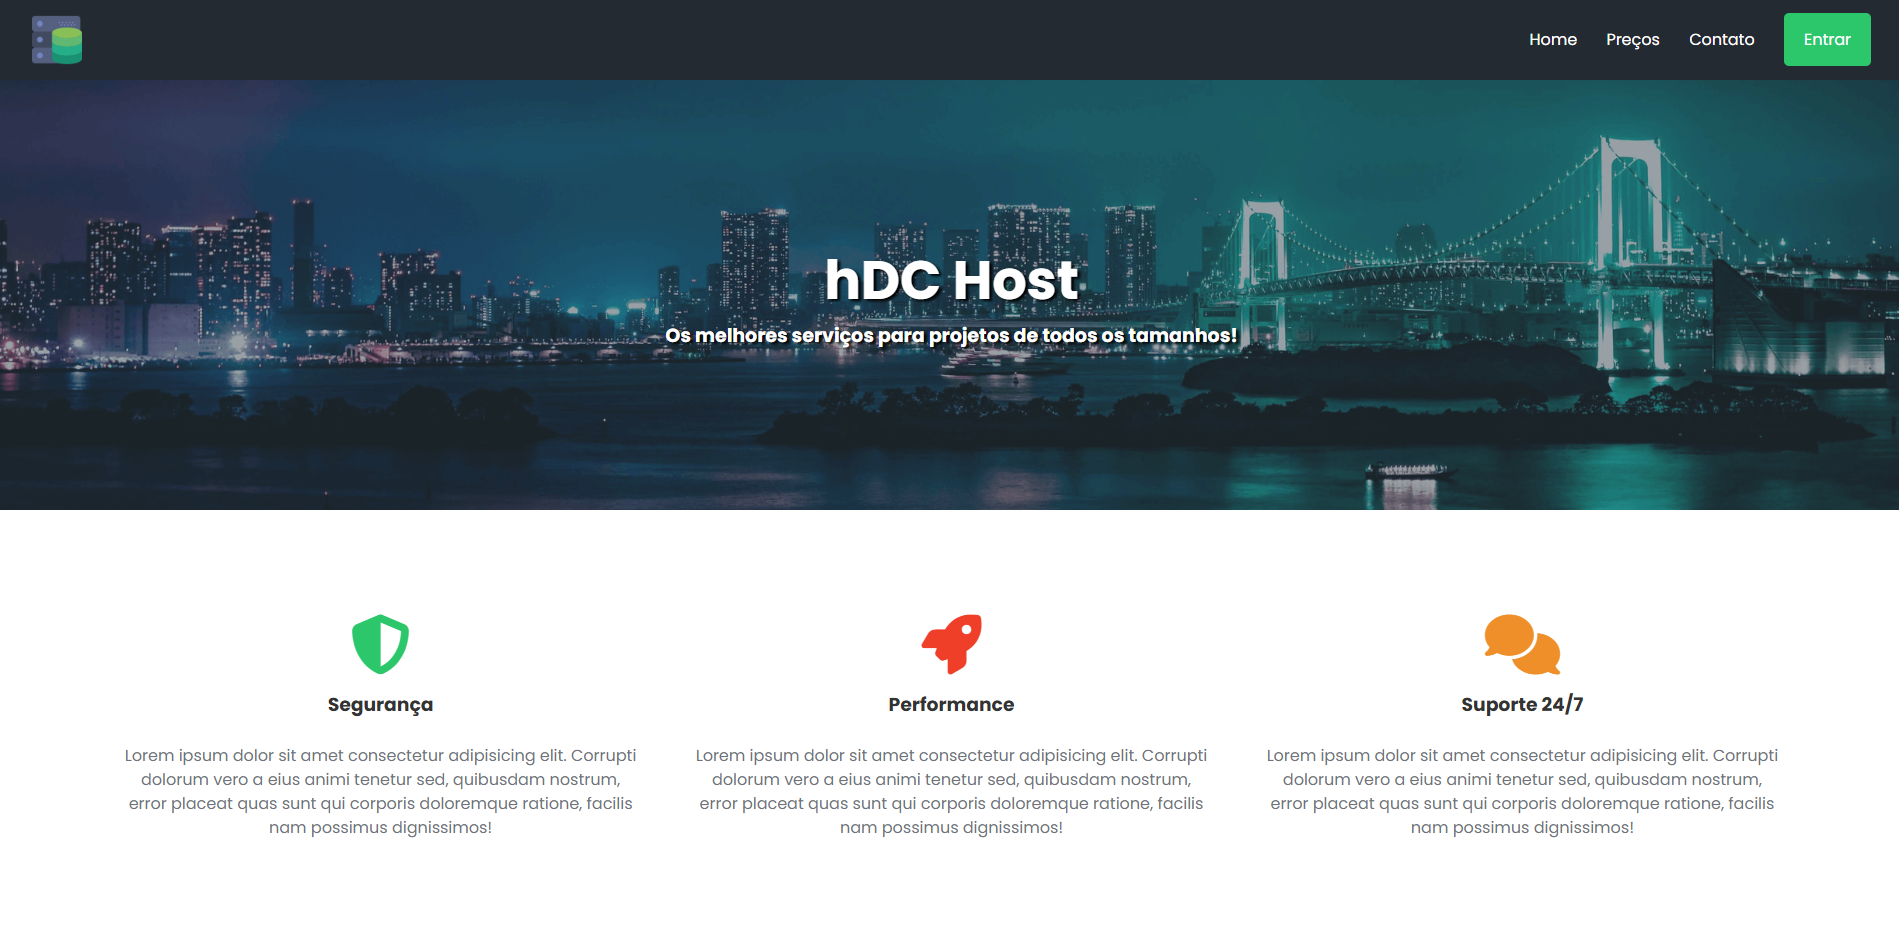 Home
Preços
Contato
Entrar
hDC Host
Os melhores serviços para projetos de todos os tamanhos!
Segurança
Lorem ipsum dolor sit amet consectetur adipisicing elit. Corrupti
dolorum vero a eius animi tenetur sed, quibusdam nostrum,
error placeat quas sunt qui corporis doloremque ratione, facilis
nam possimus dignissimos!
Performance
Lorem ipsum dolor sit amet consectetur adipisicing elit. Corrupti
dolorum vero a eius animi tenetur sed, quibusdam nostrum,
error placeat quas sunt qui corporis doloremque ratione, facilis
nam possimus dignissimos!
Suporte 24/7
Lorem ipsum dolor sit amet consectetur adipisicing elit. Corrupti
dolorum vero a eius animi tenetur sed, quibusdam nostrum,
error placeat quas sunt qui corporis doloremque ratione, facilis
nam possimus dignissimos!